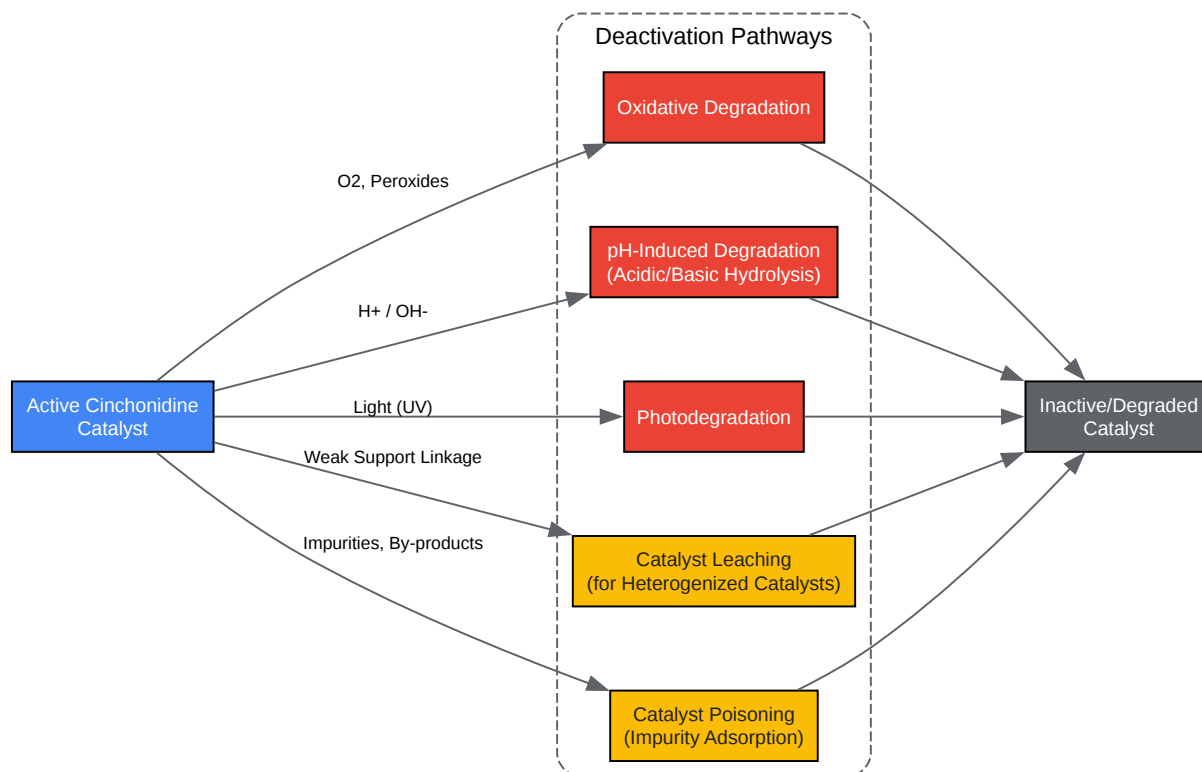 Deactivation Pathways
Oxidative Degradation
O2, Peroxides
pH-Induced Degradation
(Acidic/Basic Hydrolysis)
H+ / OH-
Active Cinchonidine
Catalyst
Light (UV)
Photodegradation
Inactive/Degraded
Catalyst
Weak Support Linkage
Impurities, By-products
Catalyst Leaching
(for Heterogenized Catalysts)
Catalyst Poisoning
(Impurity Adsorption)